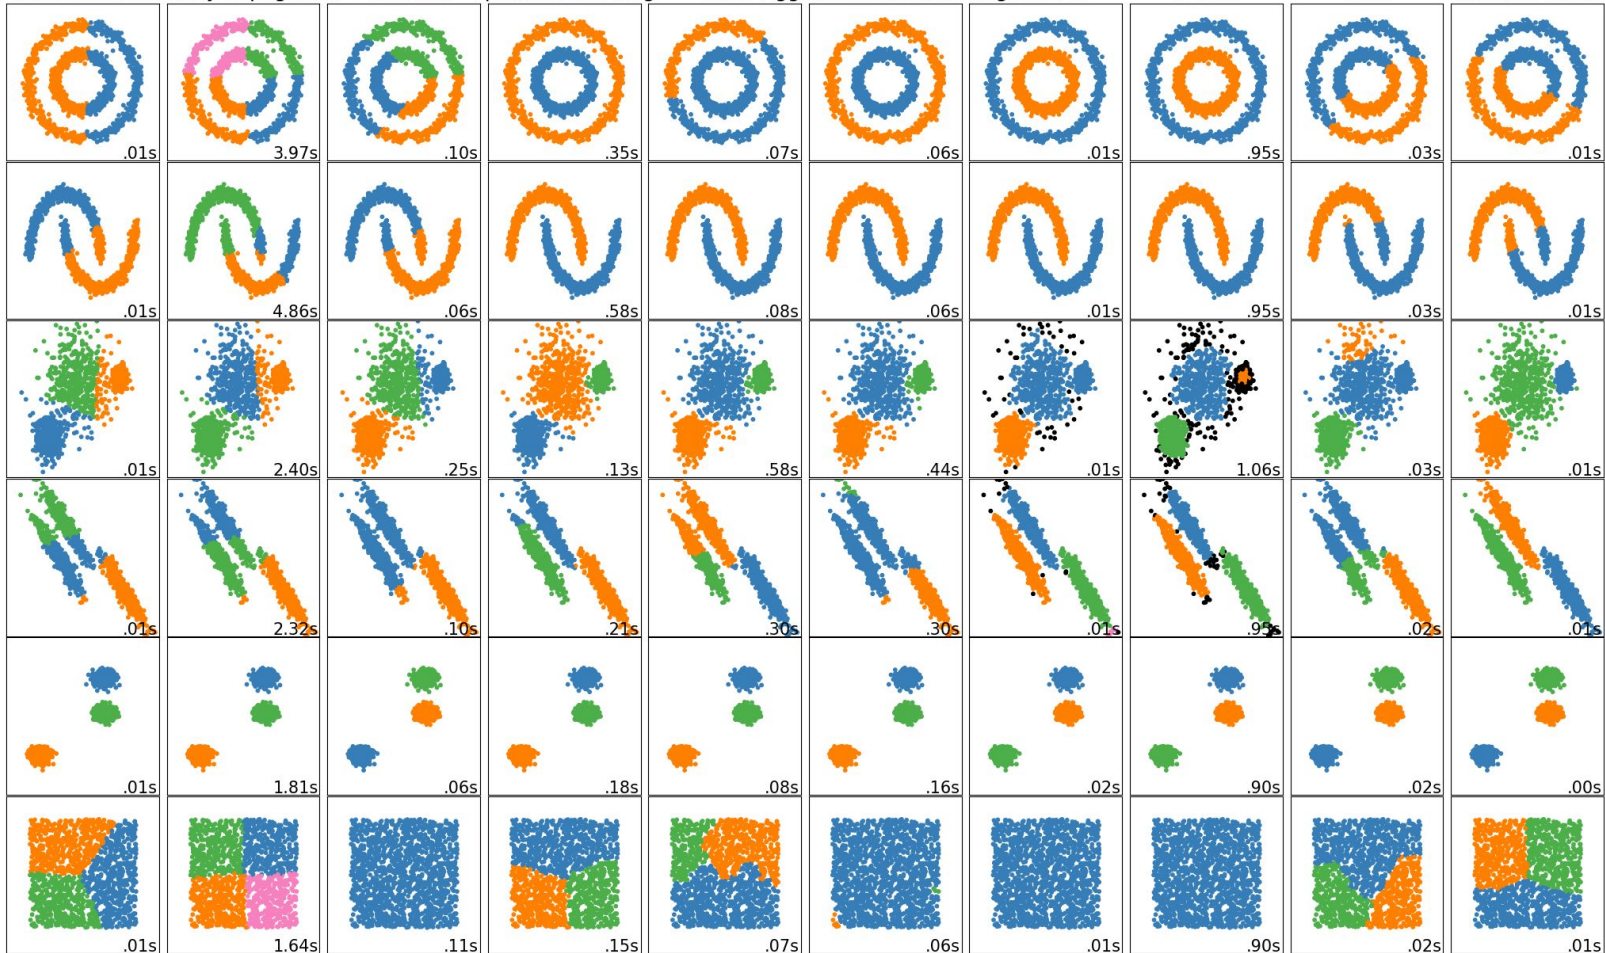 .01s 3.97s .10s .35s .07s .06s .01s .95s .03s .01s
.01s 4.86s .06s .58s .08s .06s .01s .95s .03s .01s
.01s 2.40s .25s .13s .58s .44s .01s 1.06s .03s .01s
.01s 2.32s .10s .21s .30s .30s .01s .95s .02s .01s
.01s 1.81s .06s .18s .08s .16s .02s .90s .02s .00s
.01s 1.64s .11s .15s .07s .06s .01s .90s .02s .01s